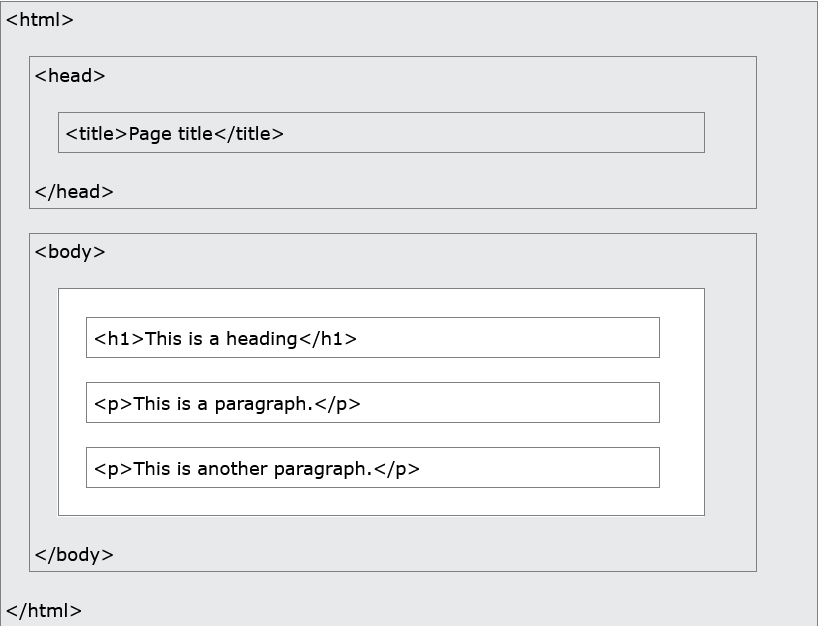 <html>
<head>
<title>Page title</title>
</head>
<body>
<h1>This is a heading</h1>
<p>This is a paragraph.</p>
<p>This is another paragraph.</p>
</body>
</html>